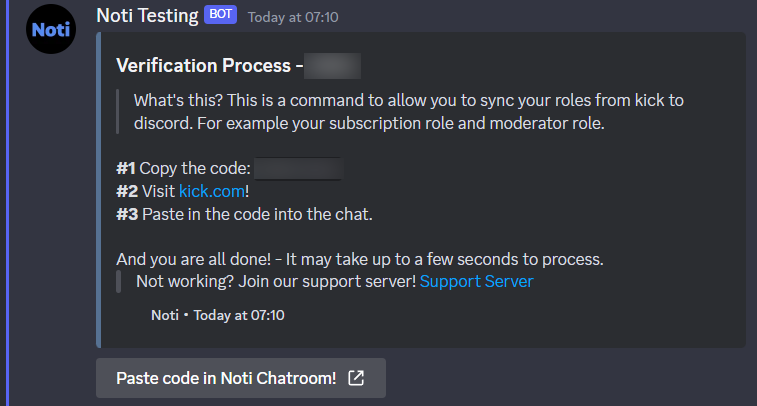 Noti
Noti Testing BOT Today at 07:10
Verification Process -
What's this? This is a command to allow you to sync your roles from kick to
discord. For example your subscription role and moderator role.
#1 Copy the code:
#2 Visit kick.com!
#3 Paste in the code into the chat.
And you are all done! - It may take up to a few seconds to process.
Not working? Join our support server! Support Server
Noti • Today at 07:10
Paste code in Noti Chatroom!